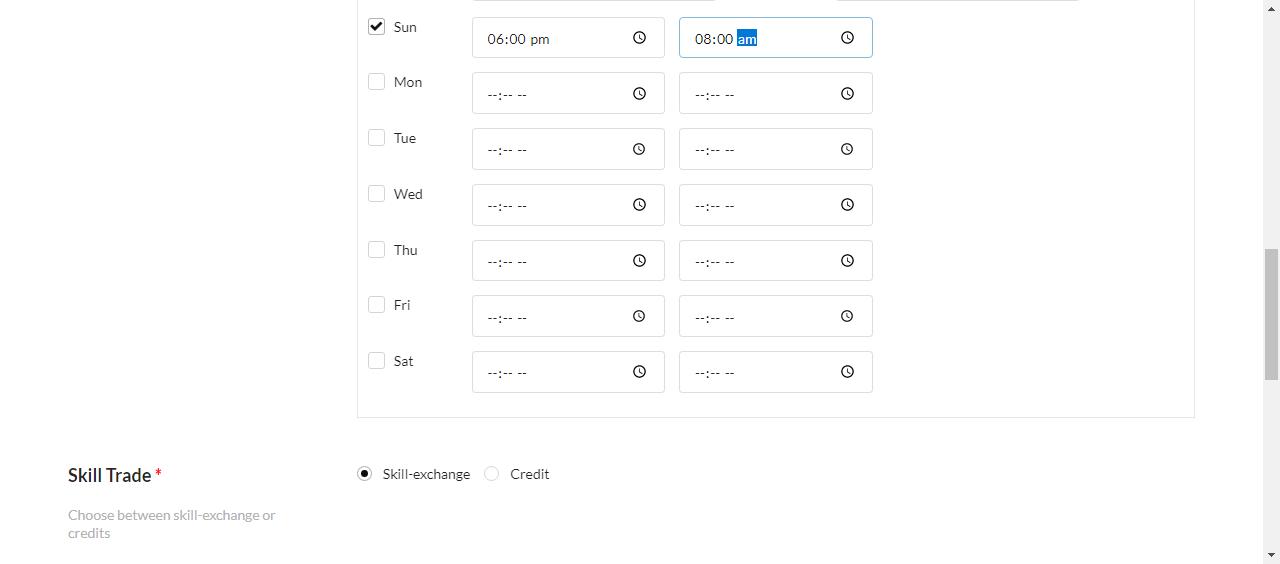 Sun 06:00 pm 08:00 am
Mon --:-- -- --:-- --
Tue --:-- -- --:-- --
Wed --:-- -- --:-- --
Thu --:-- -- --:-- --
Fri --:-- -- --:-- --
Sat --:-- -- --:-- --
Skill Trade * Skill-exchange Credit
Choose between skill-exchange or
credits